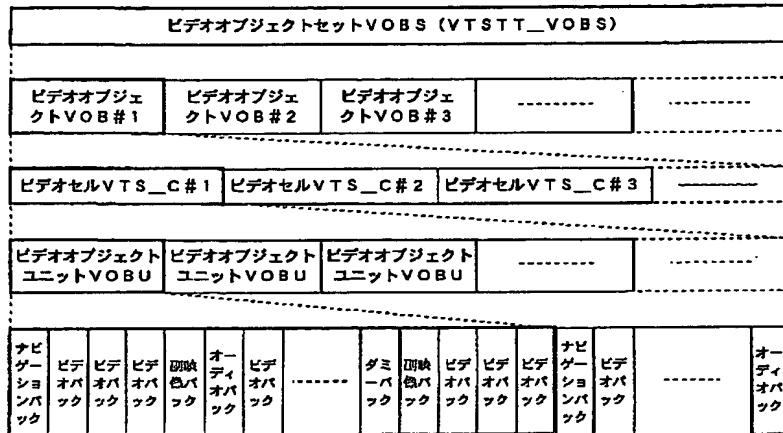 ビデオオブジェクトセットVOBS(VTSTT__VOBS)
ビデオオブジェ
クトVOB#1
ビデオオブジェ
クトVOB#2
ビデオオブジェ
クトVOB#3
ビデオセルVTS__C#1
ビデオセルVTS__C#2
ビデオセルVTS__C#3
ビデオオブジェクト
ユニットVOBU
ビデオオブジェクト
ユニットVOBU
ビデオオブジェクト
ユニットVOBU
ナビゲーションパック
ビデオパック
ビデオパック
ビデオパック
副映色パック
オーディオパック
ビデオパック
ダミーパック
副映色パック
ビデオパック
ビデオパック
ビデオパック
ナビゲーションパック
ビデオパック
オーディオパック